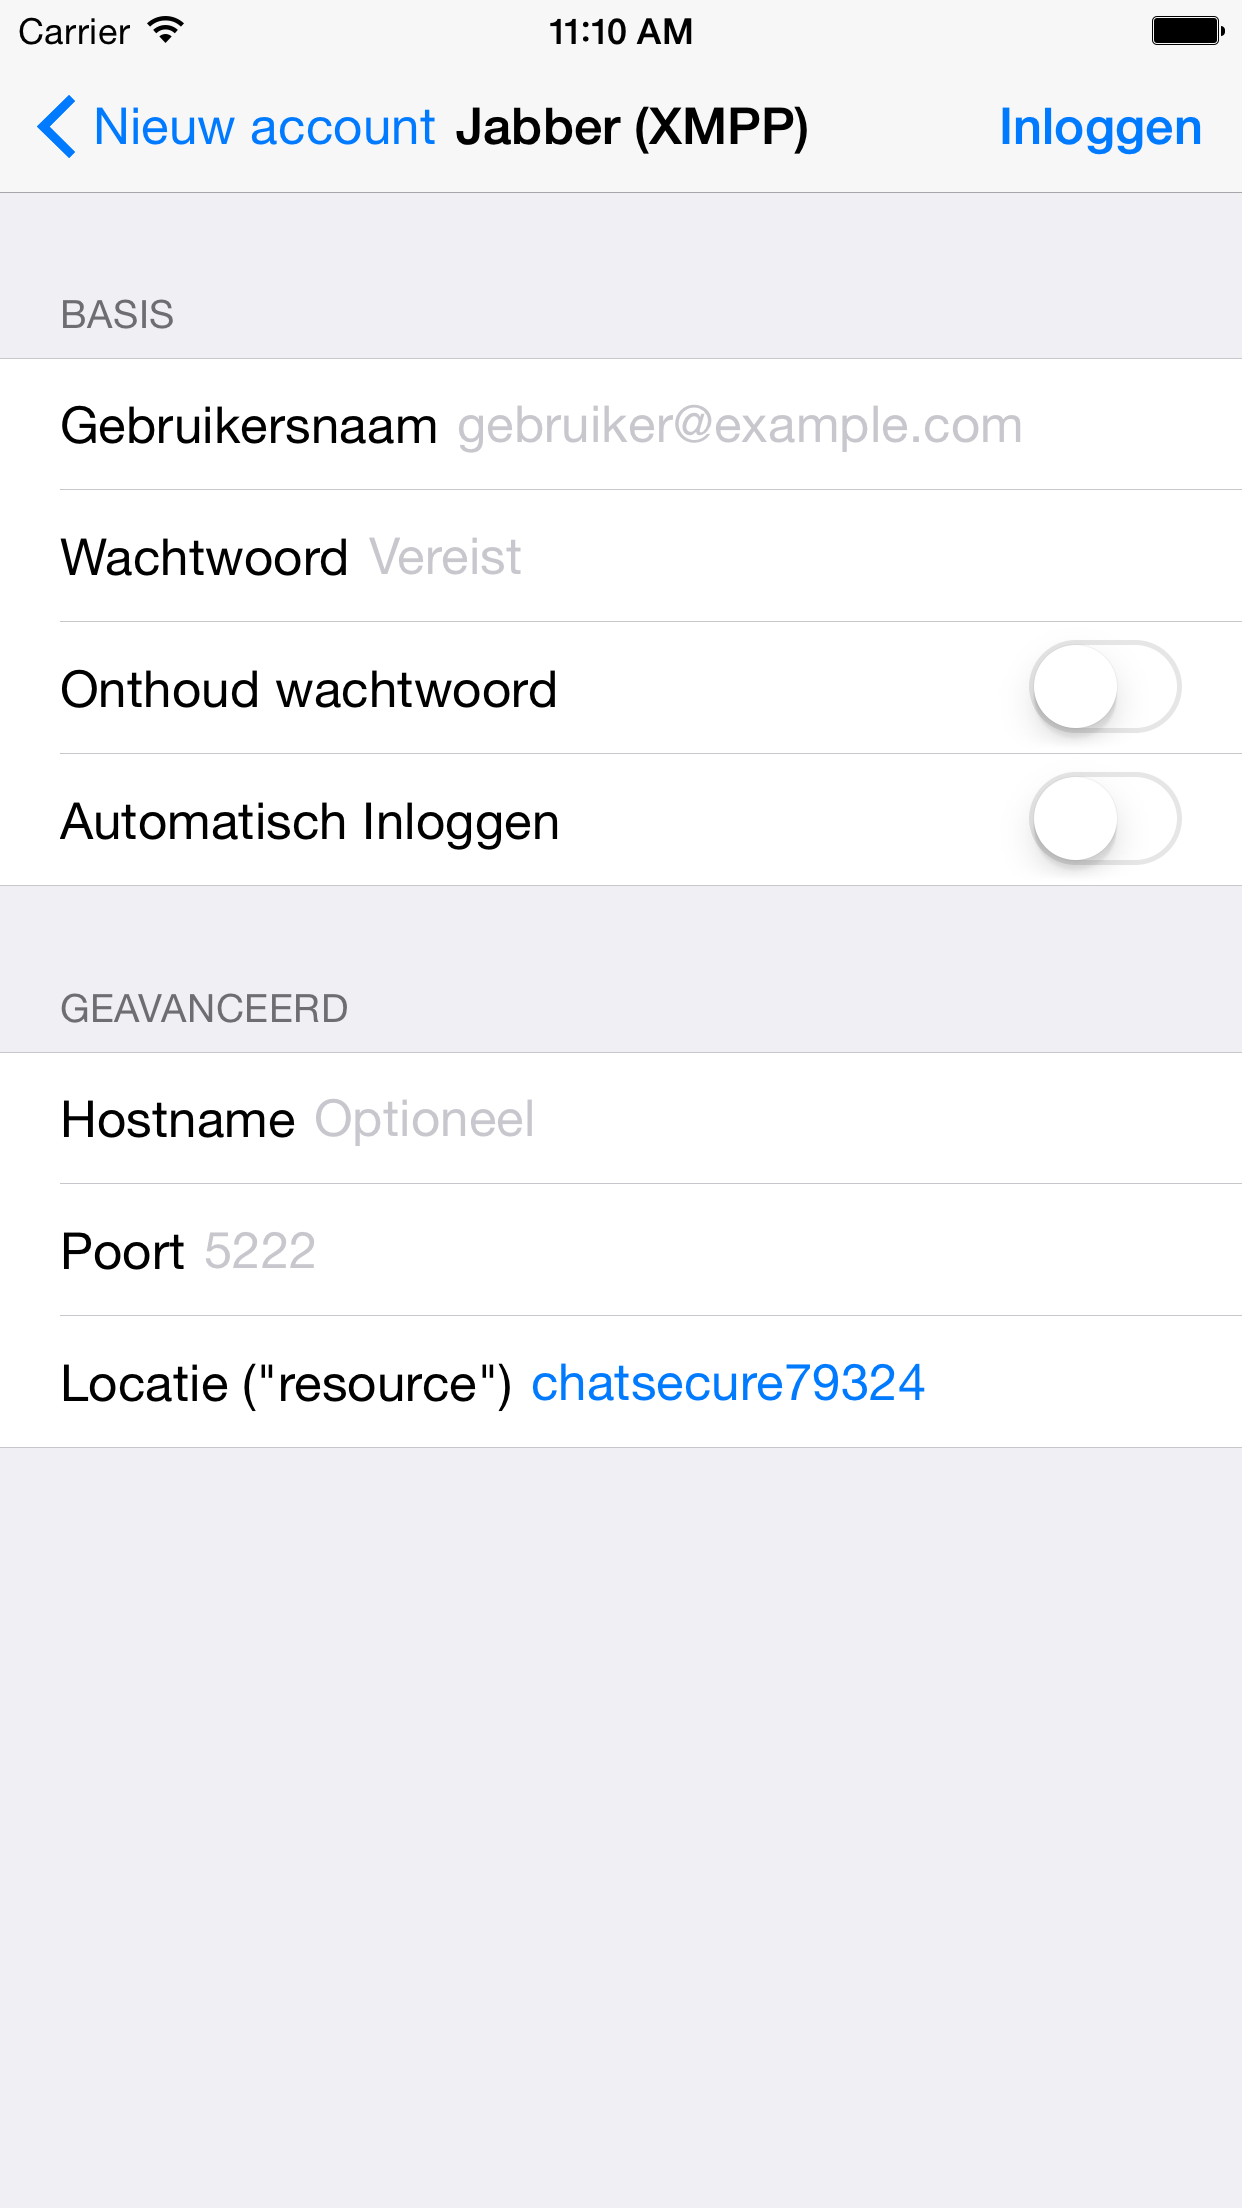 Carrier 11:10 AM
Nieuw account Jabber (XMPP) Inloggen
BASIS
Gebruikersnaam gebruiker@example.com
Wachtwoord Vereist
Onthoud wachtwoord
Automatisch Inloggen
GEAVANCEERD
Hostname Optioneel
Poort 5222
Locatie ("resource") chatsecure79324